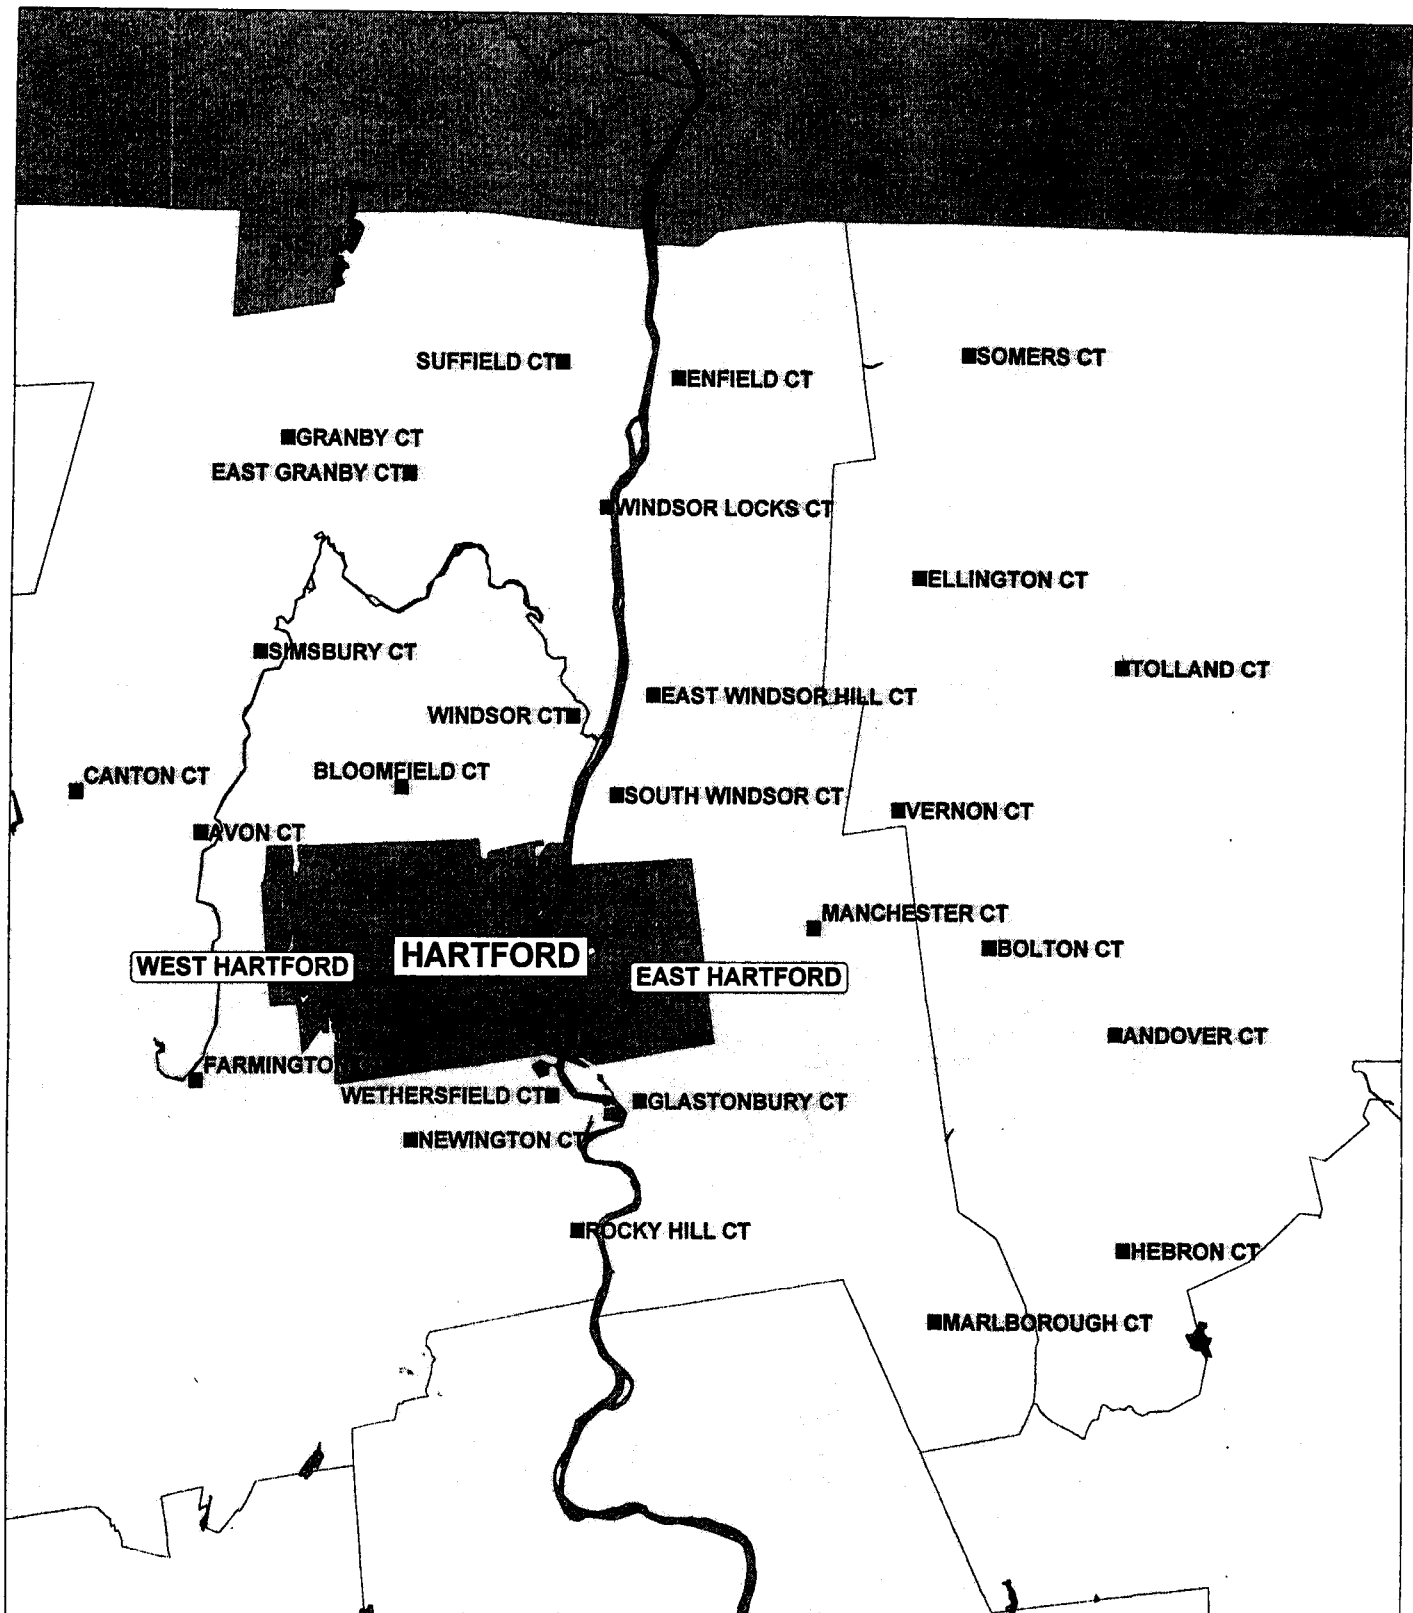 SUFFIELD CT
SOMERS CT
ENFIELD CT
GRANBY CT
EAST GRANBY CT
WINDSOR LOCKS CT
ELLINGTON CT
SIMSBURY CT
TOLLAND CT
EAST WINDSOR HILL CT
WINDSOR CT
CANTON CT
BLOOMFIELD CT
SOUTH WINDSOR CT
VERNON CT
AVON CT
MANCHESTER CT
BOLTON CT
HARTFORD
WEST HARTFORD
EAST HARTFORD
ANDOVER CT
FARMINGTO
WETHERSFIELD CT
GLASTONBURY CT
NEWINGTON CT
ROCKY HILL CT
HEBRON CT
MARLBOROUGH CT